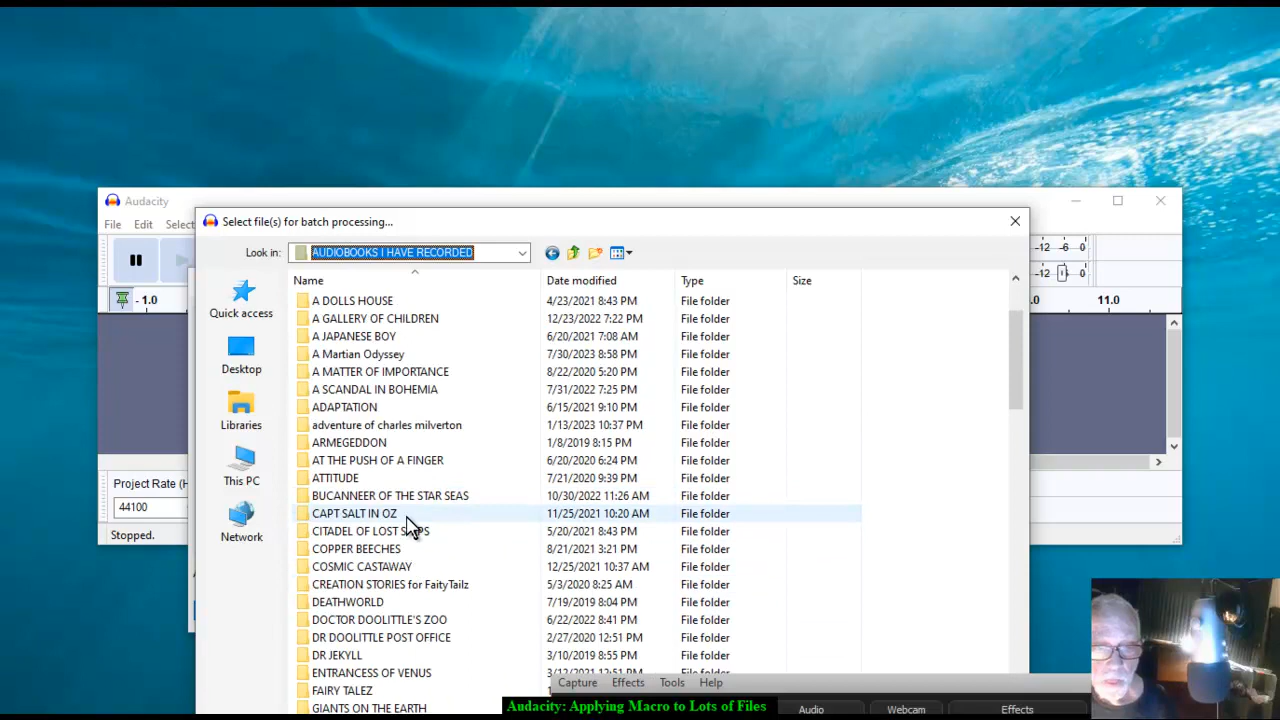 Audacity
File Edit Select
Select file(s) for batch processing...
Look in: AUDIOBOOKS I HAVE RECORDED
-12 -6 0
-12 0
- 1.0
.0 11.0
Quick access
Desktop
Libraries
This PC
Network
Name Date modified Type Size
A DOLLS HOUSE 4/23/2021 8:43 PM File folder
A GALLERY OF CHILDREN 12/23/2022 7:22 PM File folder
A JAPANESE BOY 6/20/2021 7:08 AM File folder
A Martian Odyssey 7/30/2023 8:58 PM File folder
A MATTER OF IMPORTANCE 8/22/2020 5:20 PM File folder
A SCANDAL IN BOHEMIA 7/31/2022 7:25 PM File folder
ADAPTATION 6/15/2021 9:10 PM File folder
adventure of charles milverton 1/13/2023 10:37 PM File folder
ARMEGEDDON 1/8/2019 8:15 PM File folder
AT THE PUSH OF A FINGER 6/20/2020 6:24 PM File folder
ATTITUDE 7/21/2020 9:39 PM File folder
BUCANNEER OF THE STAR SEAS 10/30/2022 11:26 AM File folder
CAPT SALT IN OZ 11/25/2021 10:20 AM File folder
CITADEL OF LOST 5/20/2021 8:43 PM File folder
COPPER BEECHES 8/21/2021 3:21 PM File folder
COSMIC CASTAWAY 12/25/2021 10:37 AM File folder
CREATION STORIES for FaityTailz 5/3/2020 8:25 AM File folder
DEATHWORLD 7/19/2019 8:04 PM File folder
DOCTOR DOOLITTLE'S ZOO 6/22/2022 8:41 PM File folder
DR DOOLITTLE POST OFFICE 2/27/2020 12:51 PM File folder
DR JEKYLL 3/10/2019 8:55 PM File folder
ENTRANCESS OF VENUS 3/12/2021 12:51 PM File folder
FAIRY TALEZ
GIANTS ON THE EARTH
Project Rate (H
44100
Stopped.
Capture Effects Tools Help
Audio Webcam Effects
Audacity: Applying Macro to Lots of Files